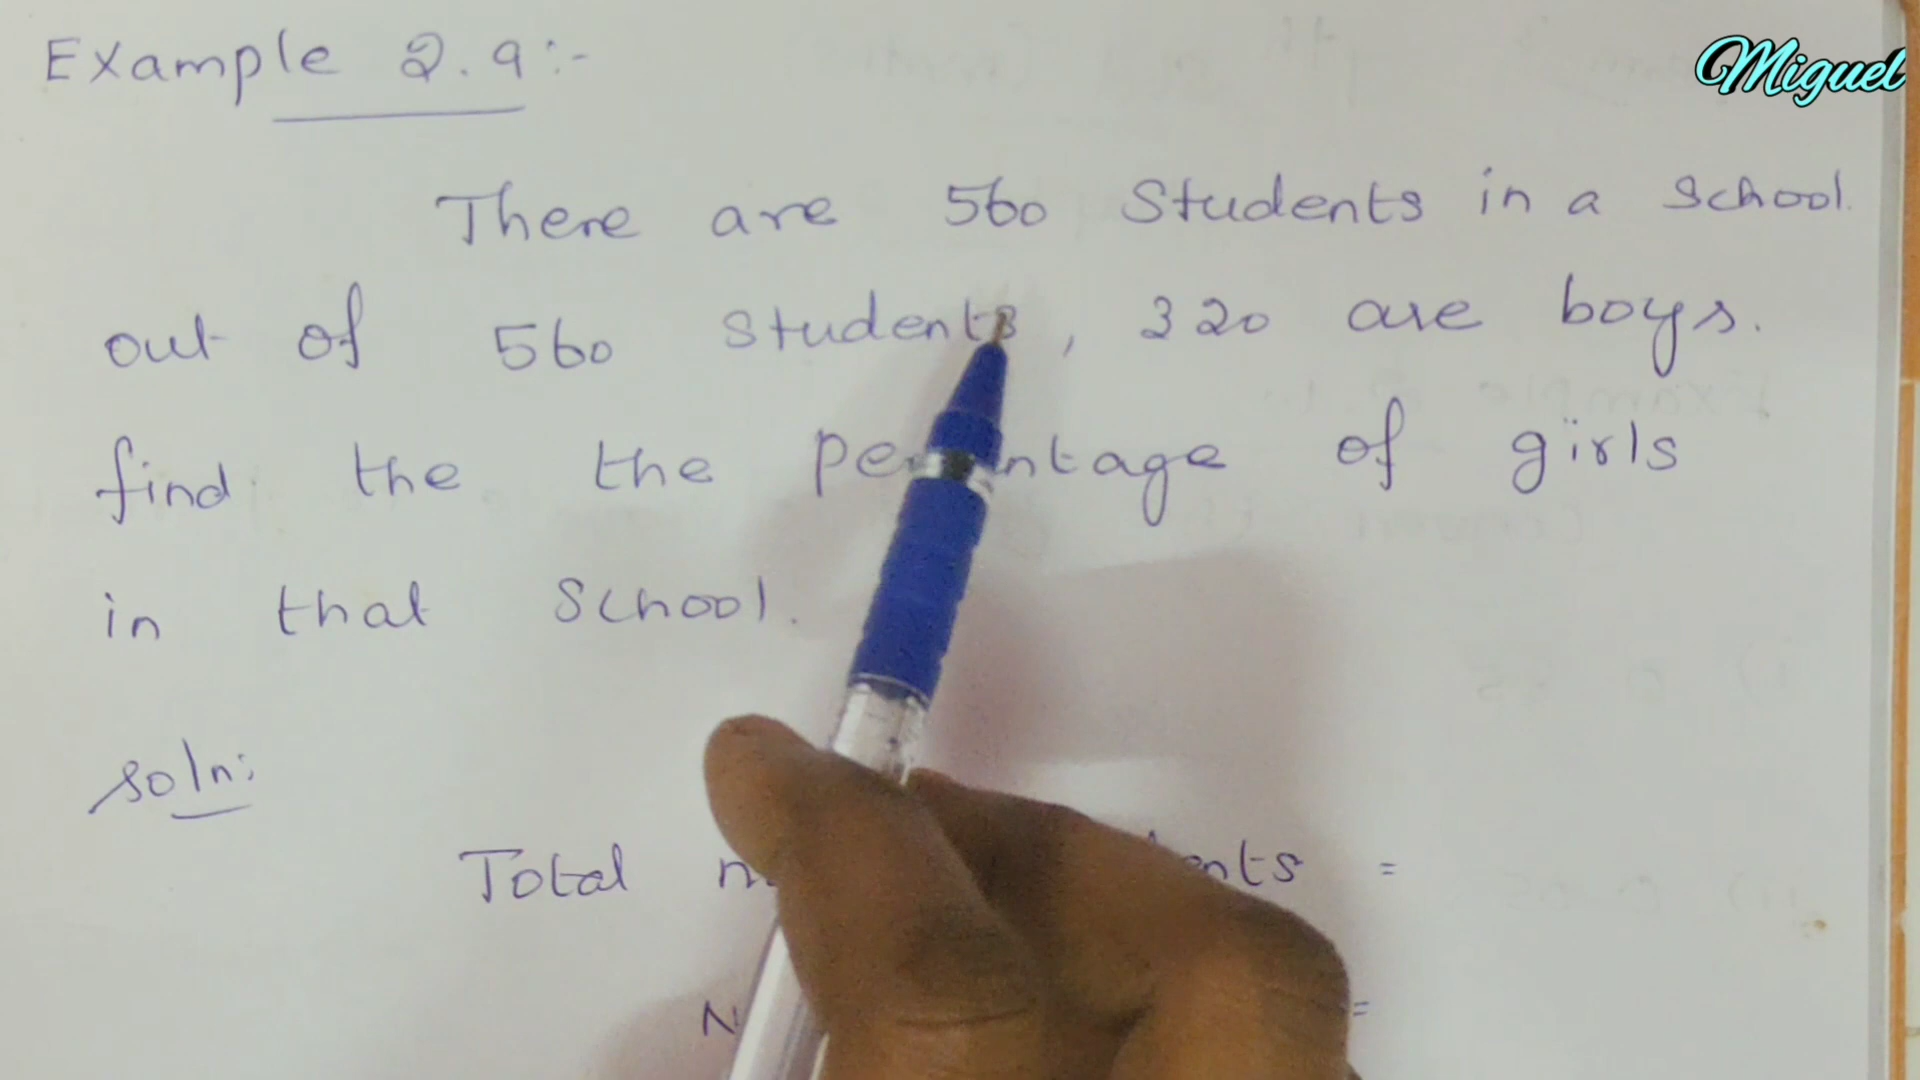 Example 2.9:-
Miguel
There are 560 Students in a School.
out of 560 Students, 320 are boys.
find the the percentage of girls
in that School.
Soln:
Total =
=